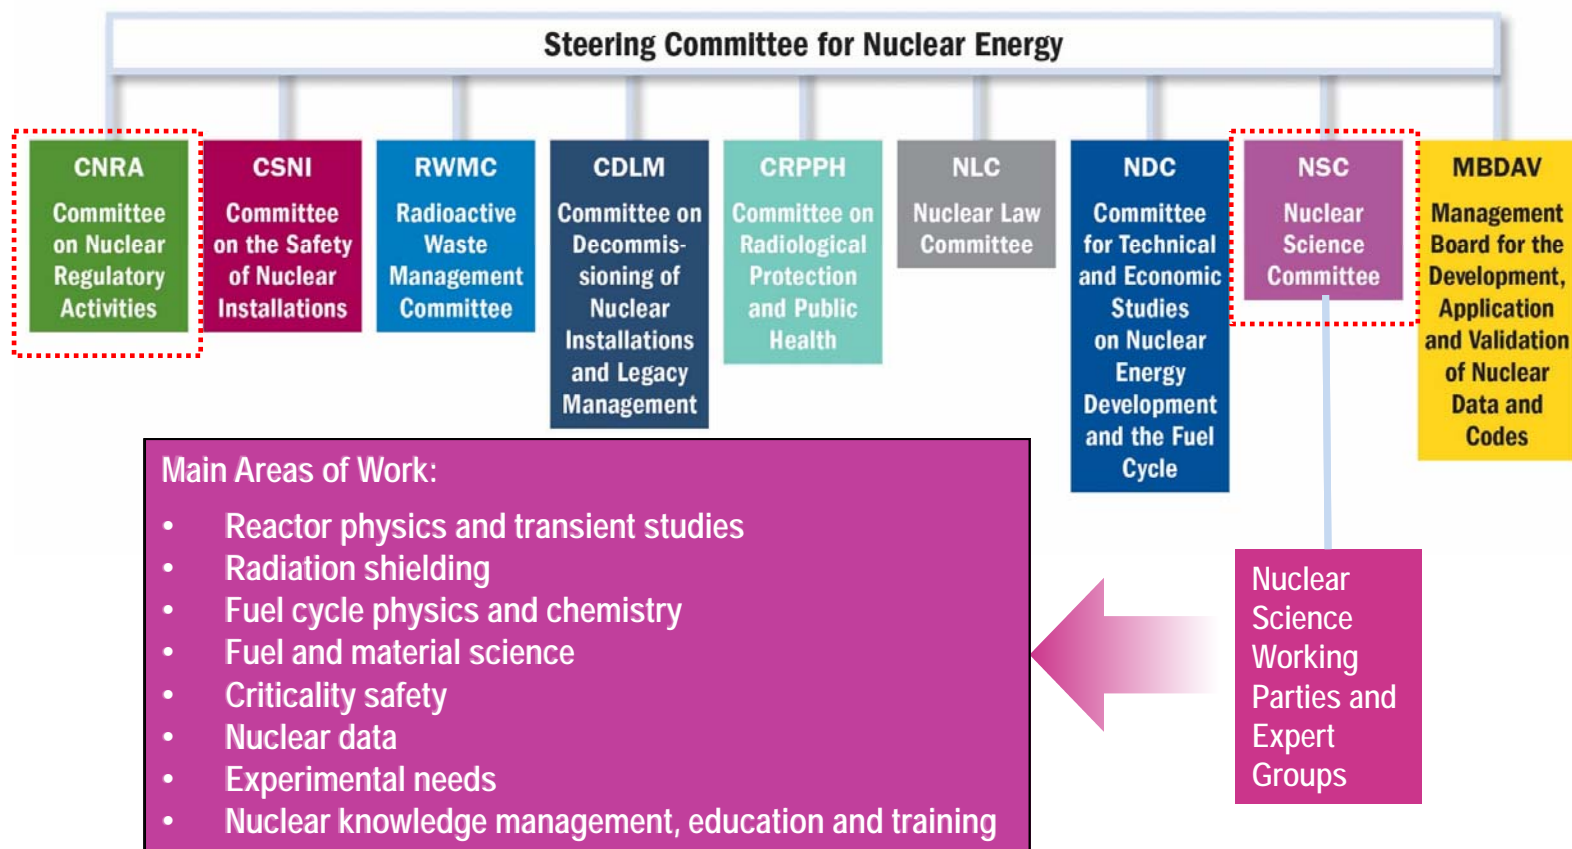 Steering Committee for Nuclear Energy
CNRA
Committee
on Nuclear
Regulatory
Activities
CSNI
Committee
on the Safety
of Nuclear
Installations
RWMC
Radioactive
Waste
Management
Committee
CDLM
Committee on
Decommis-
sioning of
Nuclear
Installations
and Legacy
Management
CRPPH
Committee on
Radiological
Protection
and Public
Health
NLC
Nuclear Law
Committee
NDC
Committee
for Technical
and Economic
Studies
on Nuclear
Energy
Development
and the Fuel
Cycle
NSC
Nuclear
Science
Committee
MBDAV
Management
Board for the
Development,
Application
and Validation
of Nuclear
Data and
Codes
Main Areas of Work:
• Reactor physics and transient studies
• Radiation shielding
• Fuel cycle physics and chemistry
• Fuel and material science
• Criticality safety
• Nuclear data
• Experimental needs
• Nuclear knowledge management, education and training
Nuclear
Science
Working
Parties and
Expert
Groups